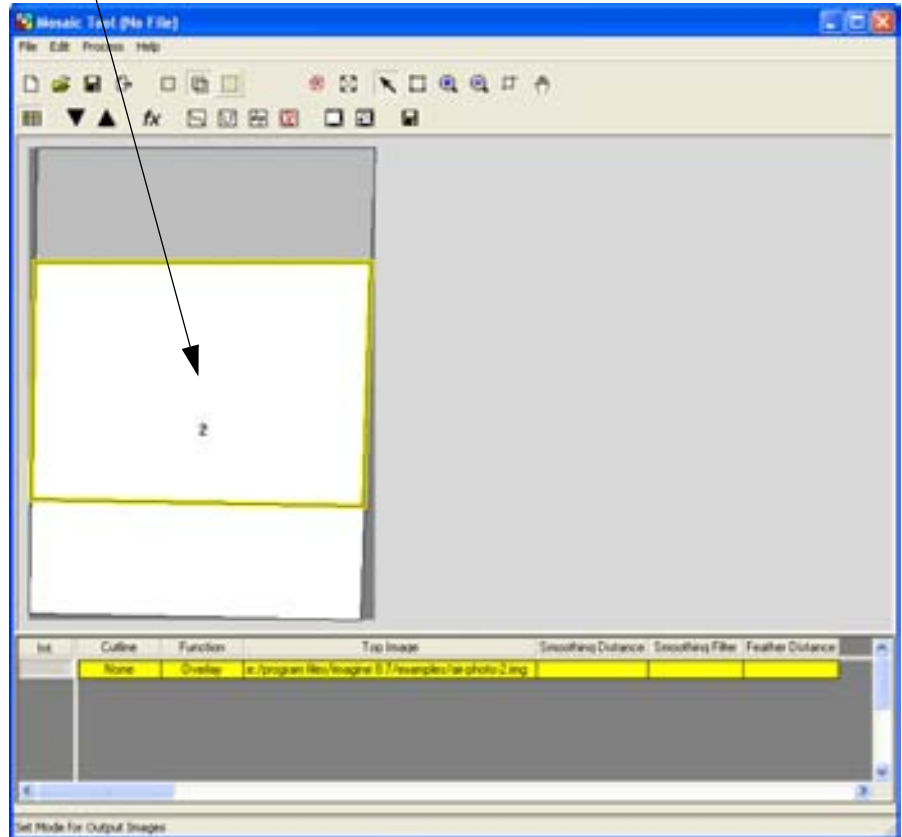 Mosaic Tool (No File)
File Edit Process Help
fx
2
Int. Cutline Function Top Image Smoothing Distance Smoothing Filter Feather Distance
None Overlay e:/program files/imagine 8.7/examples/air-photo-2.img
Set Mode for Output Images